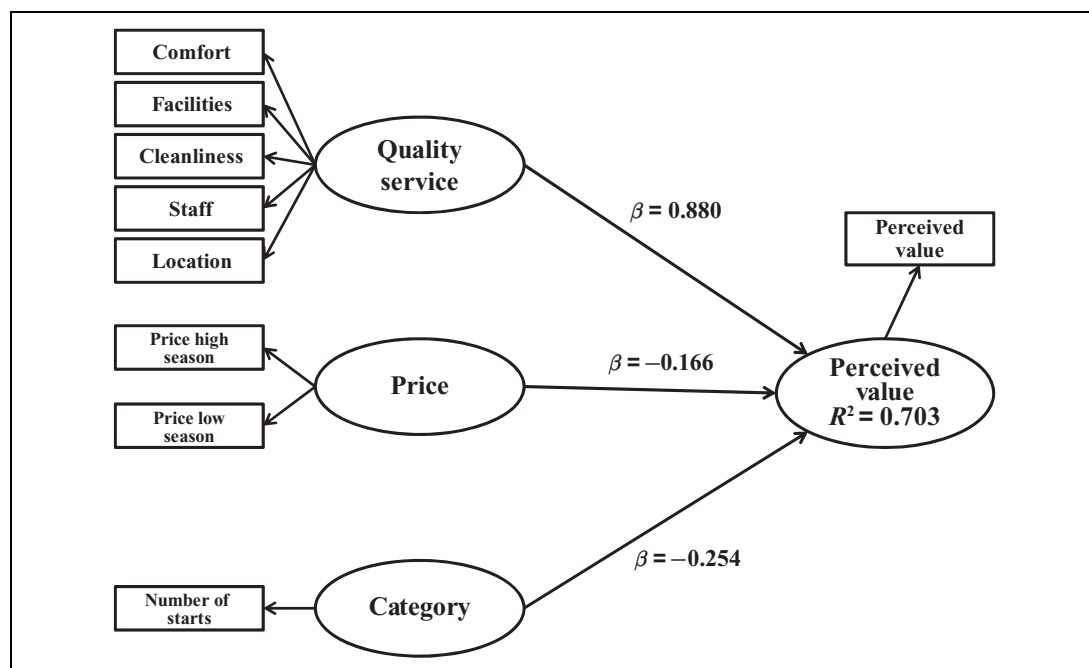 Comfort
Facilities
Cleanliness
Staff
Location
Quality
service
β = 0.880
Perceived
value
Price high
season
Price low
season
Price
β = −0.166
Perceived
value
R² = 0.703
β = −0.254
Number of
starts
Category